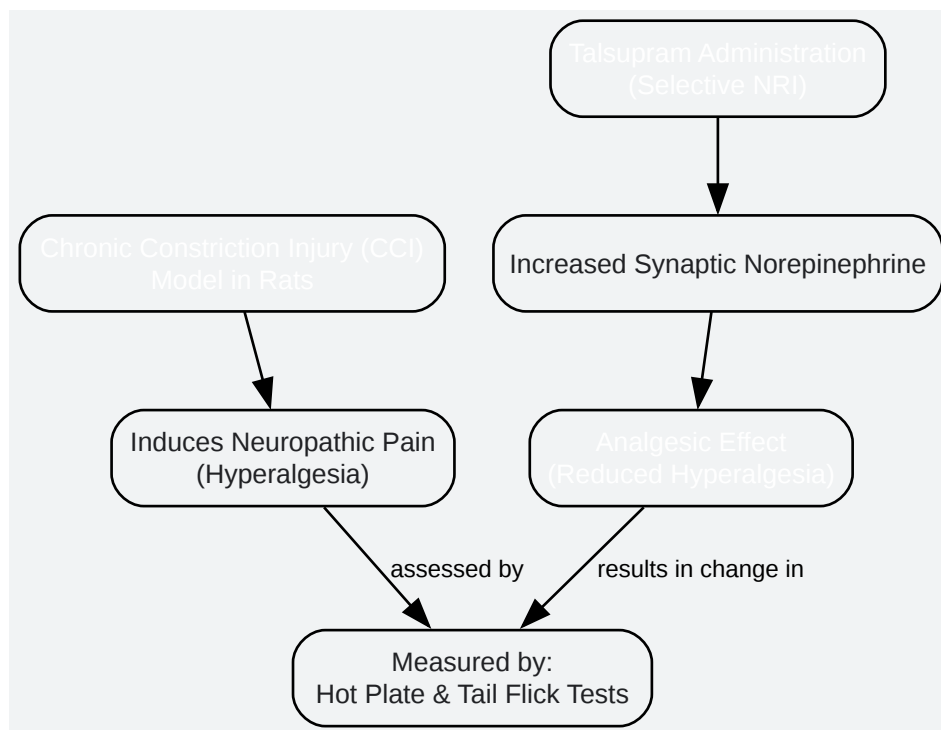 Talsupram Administration
(Selective NRI)
Chronic Constriction Injury (CCI)
Model in Rats
Increased Synaptic Norepinephrine
Induces Neuropathic Pain
(Hyperalgesia)
Analgesic Effect
(Reduced Hyperalgesia)
assessed by
results in change in
Measured by:
Hot Plate & Tail Flick Tests